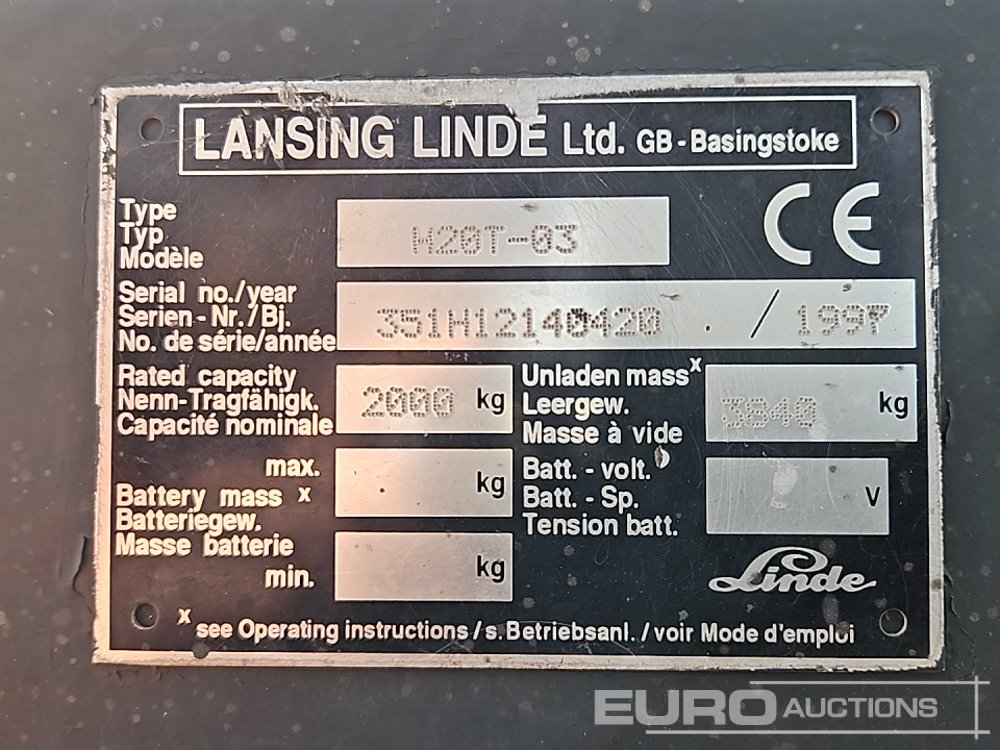 LANSING LINDE Ltd. GB - Basingstoke
CE
Type
Typ
Modèle
H20T-03
Serial no./year
Serien - Nr./Bj.
No. de série/année
351H12140420 . / 1997
Rated capacity
Nenn-Tragfähigk.
Capacité nominale
2000 kg
Unladen mass x
Leergew.
Masse à vide
3840 kg
max.
Battery mass x
Batteriegew.
Masse batterie
min.
kg
kg
Batt. - volt.
Batt. - Sp.
Tension batt.
V
Linde
x see Operating instructions / s. Betriebsanl. / voir Mode d'emploi
EURO AUCTIONS